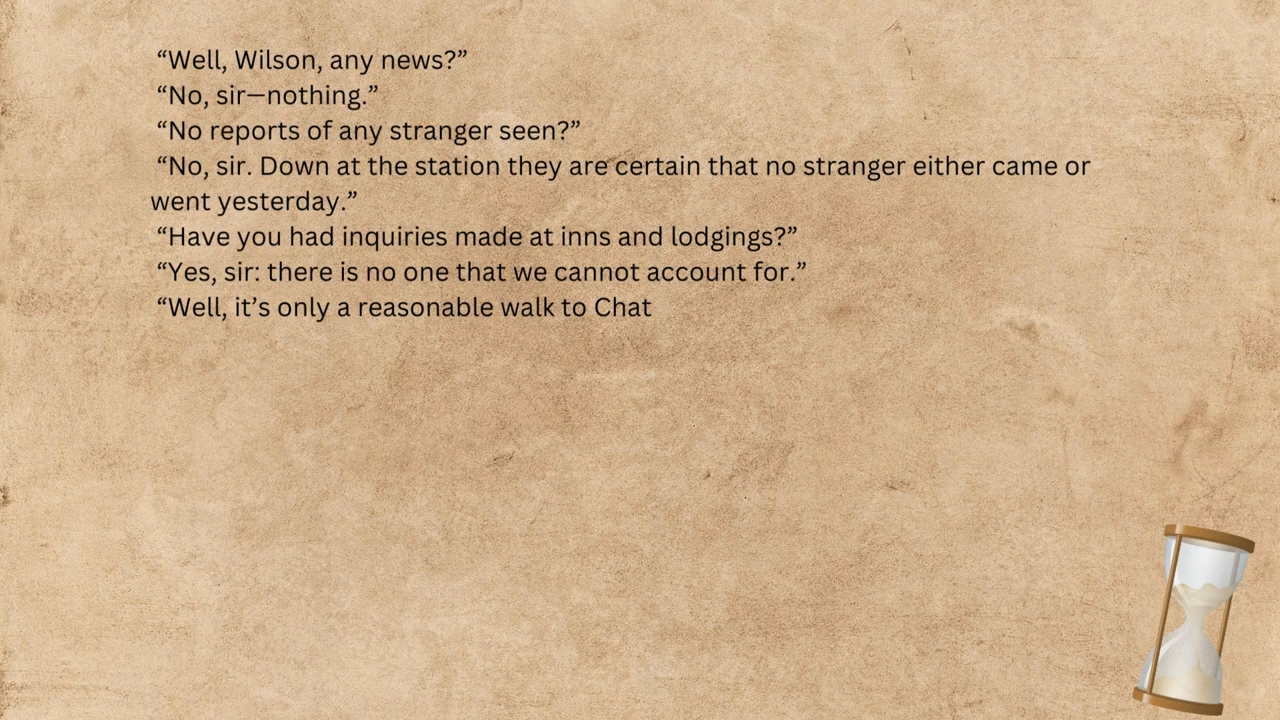 “Well, Wilson, any news?”
“No, sir—nothing.”
“No reports of any stranger seen?”
“No, sir. Down at the station they are certain that no stranger either came or
went yesterday.”
“Have you had inquiries made at inns and lodgings?”
“Yes, sir: there is no one that we cannot account for.”
“Well, it’s only a reasonable walk to Chat